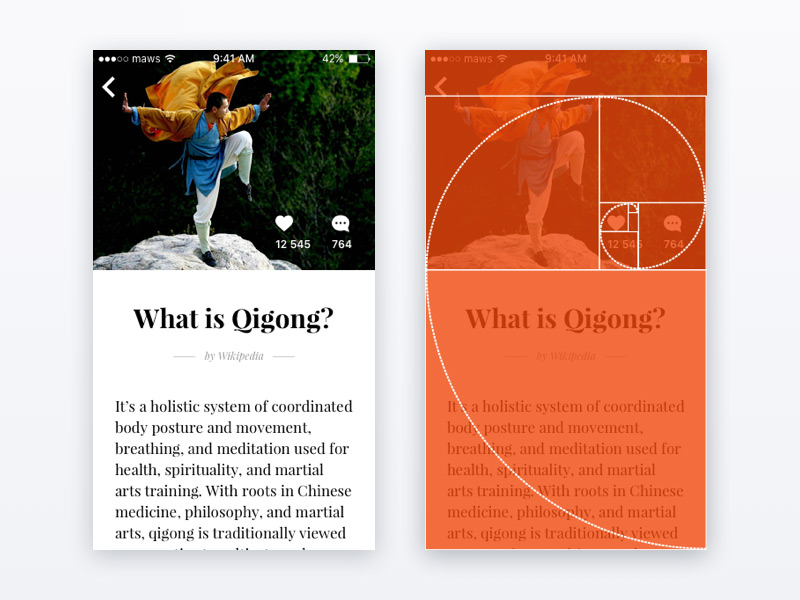 maws 9:41 AM 42%
12 545 764
What is Qigong?
by Wikipedia
It's a holistic system of coordinated
body posture and movement,
breathing, and meditation used for
health, spirituality, and martial
arts training. With roots in Chinese
medicine, philosophy, and martial
arts, qigong is traditionally viewed
maws 9:41 AM 42%
12 545 764
What is Qigong?
by Wikipedia
It's a holistic system of coordinated
body posture and movement,
breathing, and meditation used for
health, spirituality, and martial
arts training. With roots in Chinese
medicine, philosophy, and martial
arts, qigong is traditionally viewed